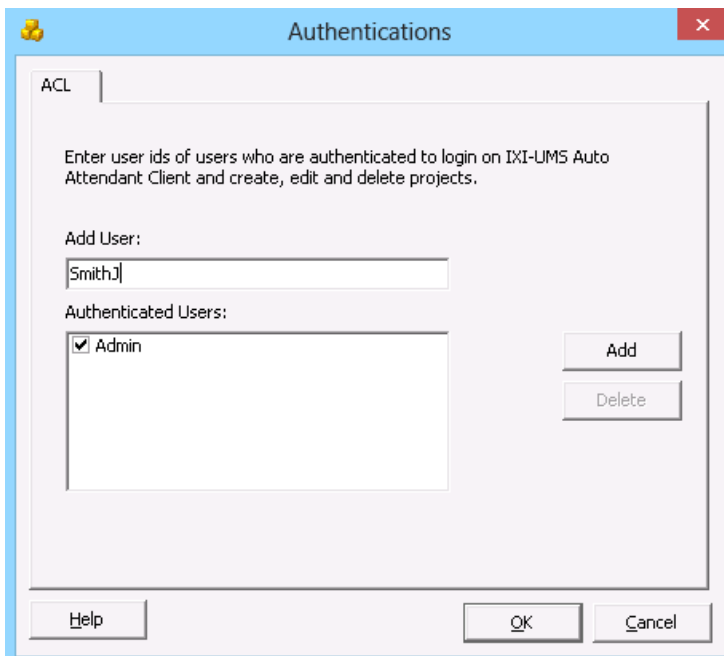 Authentications
ACL
Enter user ids of users who are authenticated to login on IXI-UMS Auto
Attendant Client and create, edit and delete projects.
Add User:
SmithJ
Authenticated Users:
Admin
Add
Delete
Help
OK
Cancel